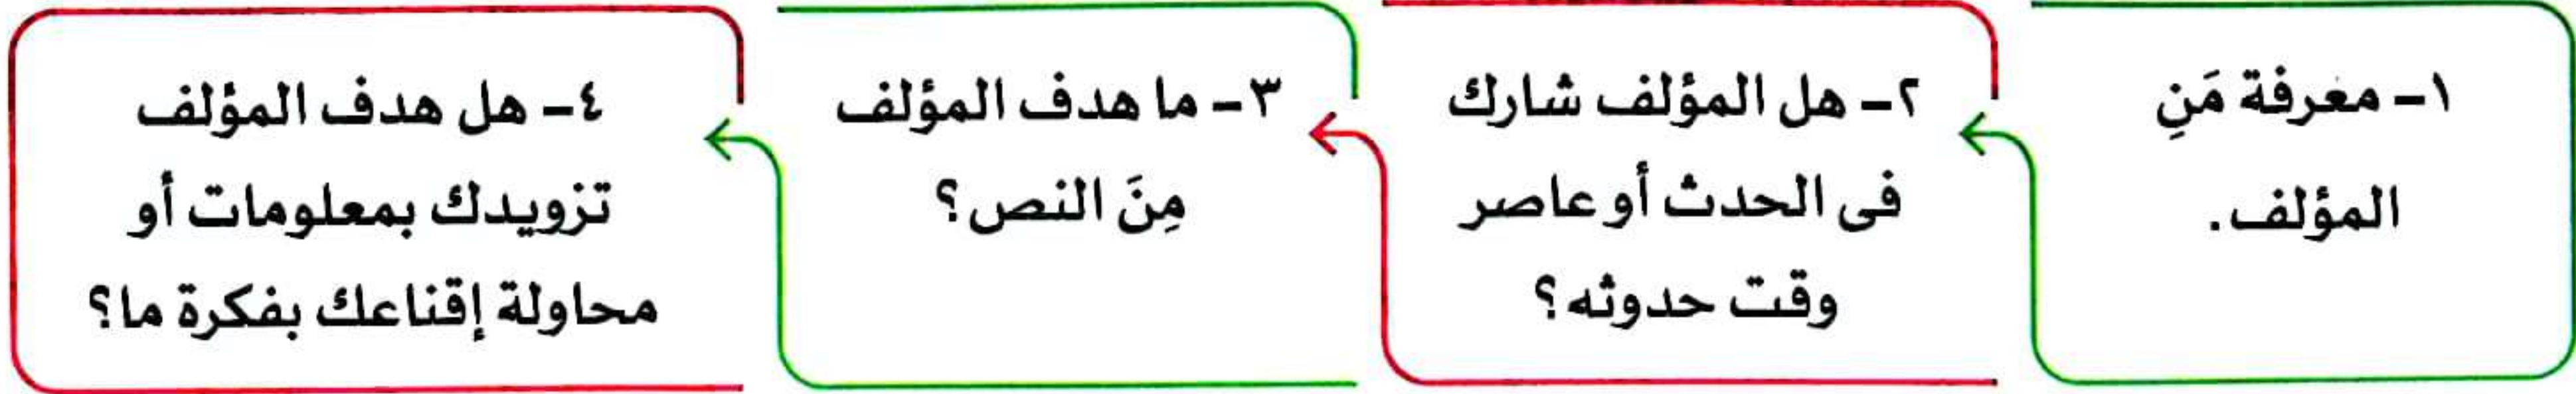 ١- معرفة مَنِ
المؤلف.
٢- هل المؤلف شارك
فى الحدث أو عاصر
وقت حدوثه؟
٣- ما هدف المؤلف
مِنَ النص؟
٤- هل هدف المؤلف
تزويدك بمعلومات أو
محاولة إقناعك بفكرة ما؟